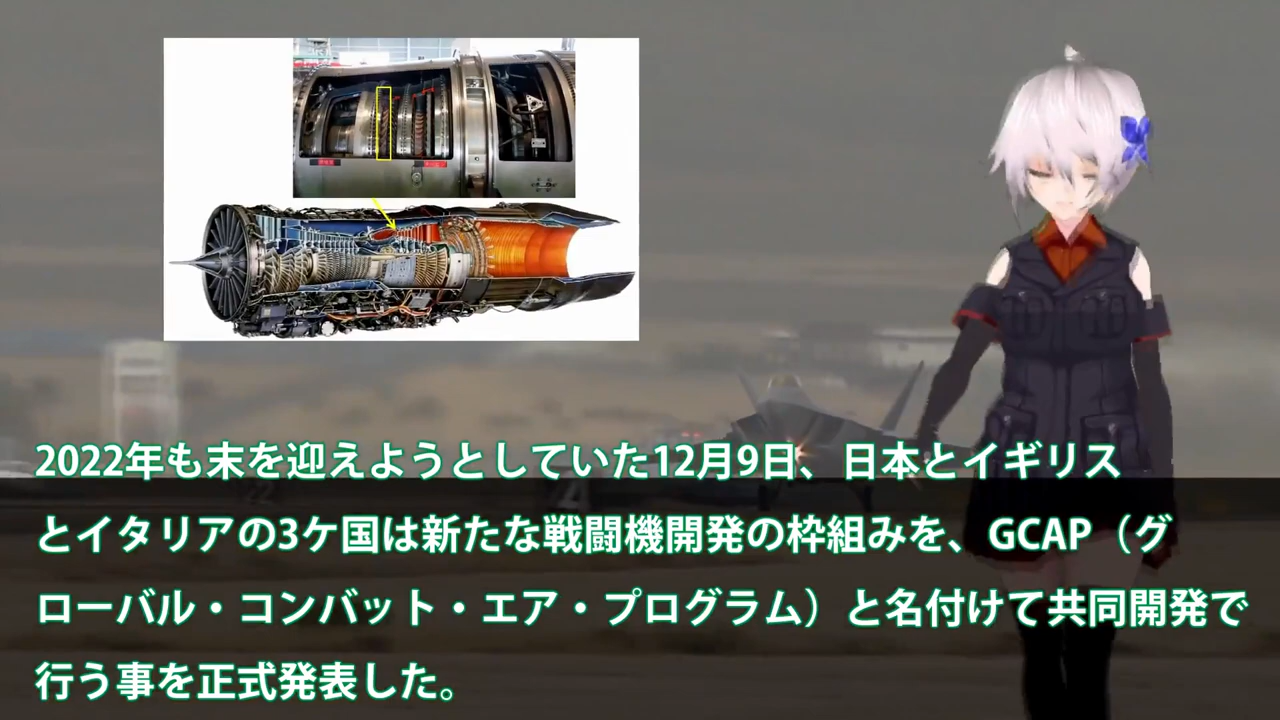 2022年も末を迎えようとしていた12月9日、日本とイギリス
とイタリアの3ケ国は新たな戦闘機開発の枠組みを、GCAP（グ
ローバル・コンバット・エア・プログラム）と名付けて共同開発で
行う事を正式発表した。